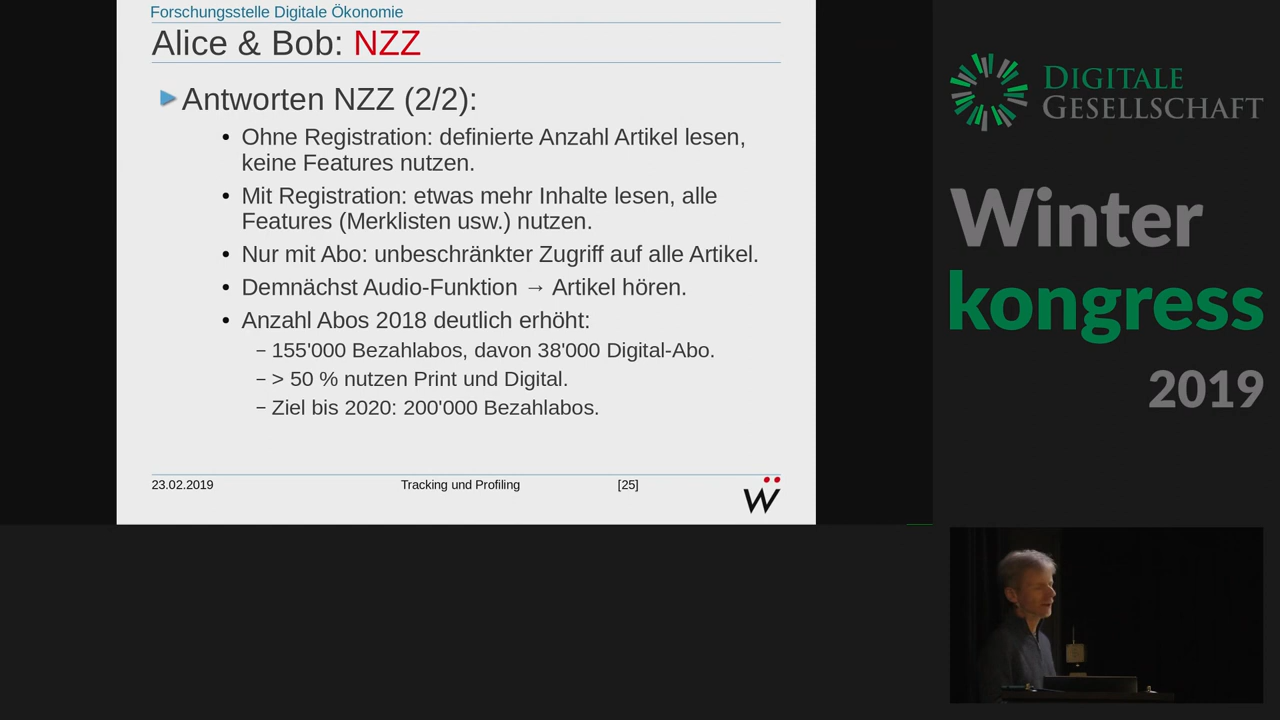 Forschungsstelle Digitale Ökonomie
Alice & Bob: NZZ
Antworten NZZ (2/2):
• Ohne Registration: definierte Anzahl Artikel lesen,
keine Features nutzen.
• Mit Registration: etwas mehr Inhalte lesen, alle
Features (Merklisten usw.) nutzen.
• Nur mit Abo: unbeschränkter Zugriff auf alle Artikel.
• Demnächst Audio-Funktion → Artikel hören.
• Anzahl Abos 2018 deutlich erhöht:
– 155'000 Bezahlabos, davon 38'000 Digital-Abo.
– > 50 % nutzen Print und Digital.
– Ziel bis 2020: 200'000 Bezahlabos.
23.02.2019 Tracking und Profiling [25]
Ẅ
DIGITALE
GESELLSCHAFT
Winter
kongress
2019